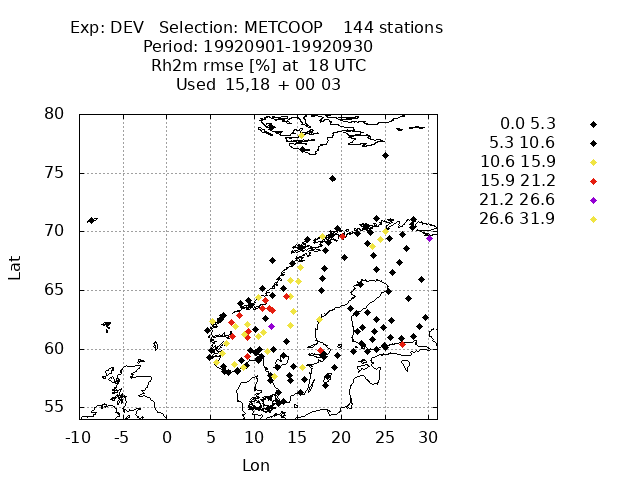 Exp: DEV   Selection: METCOOP    144 stations
Period: 19920901-19920930
Rh2m rmse [%] at  18 UTC
Used  15,18 + 00 03
0.0 5.3
5.3 10.6
10.6 15.9
15.9 21.2
21.2 26.6
26.6 31.9
80
75
70
65
60
55
Lat
-10 -5 0 5 10 15 20 25 30
Lon